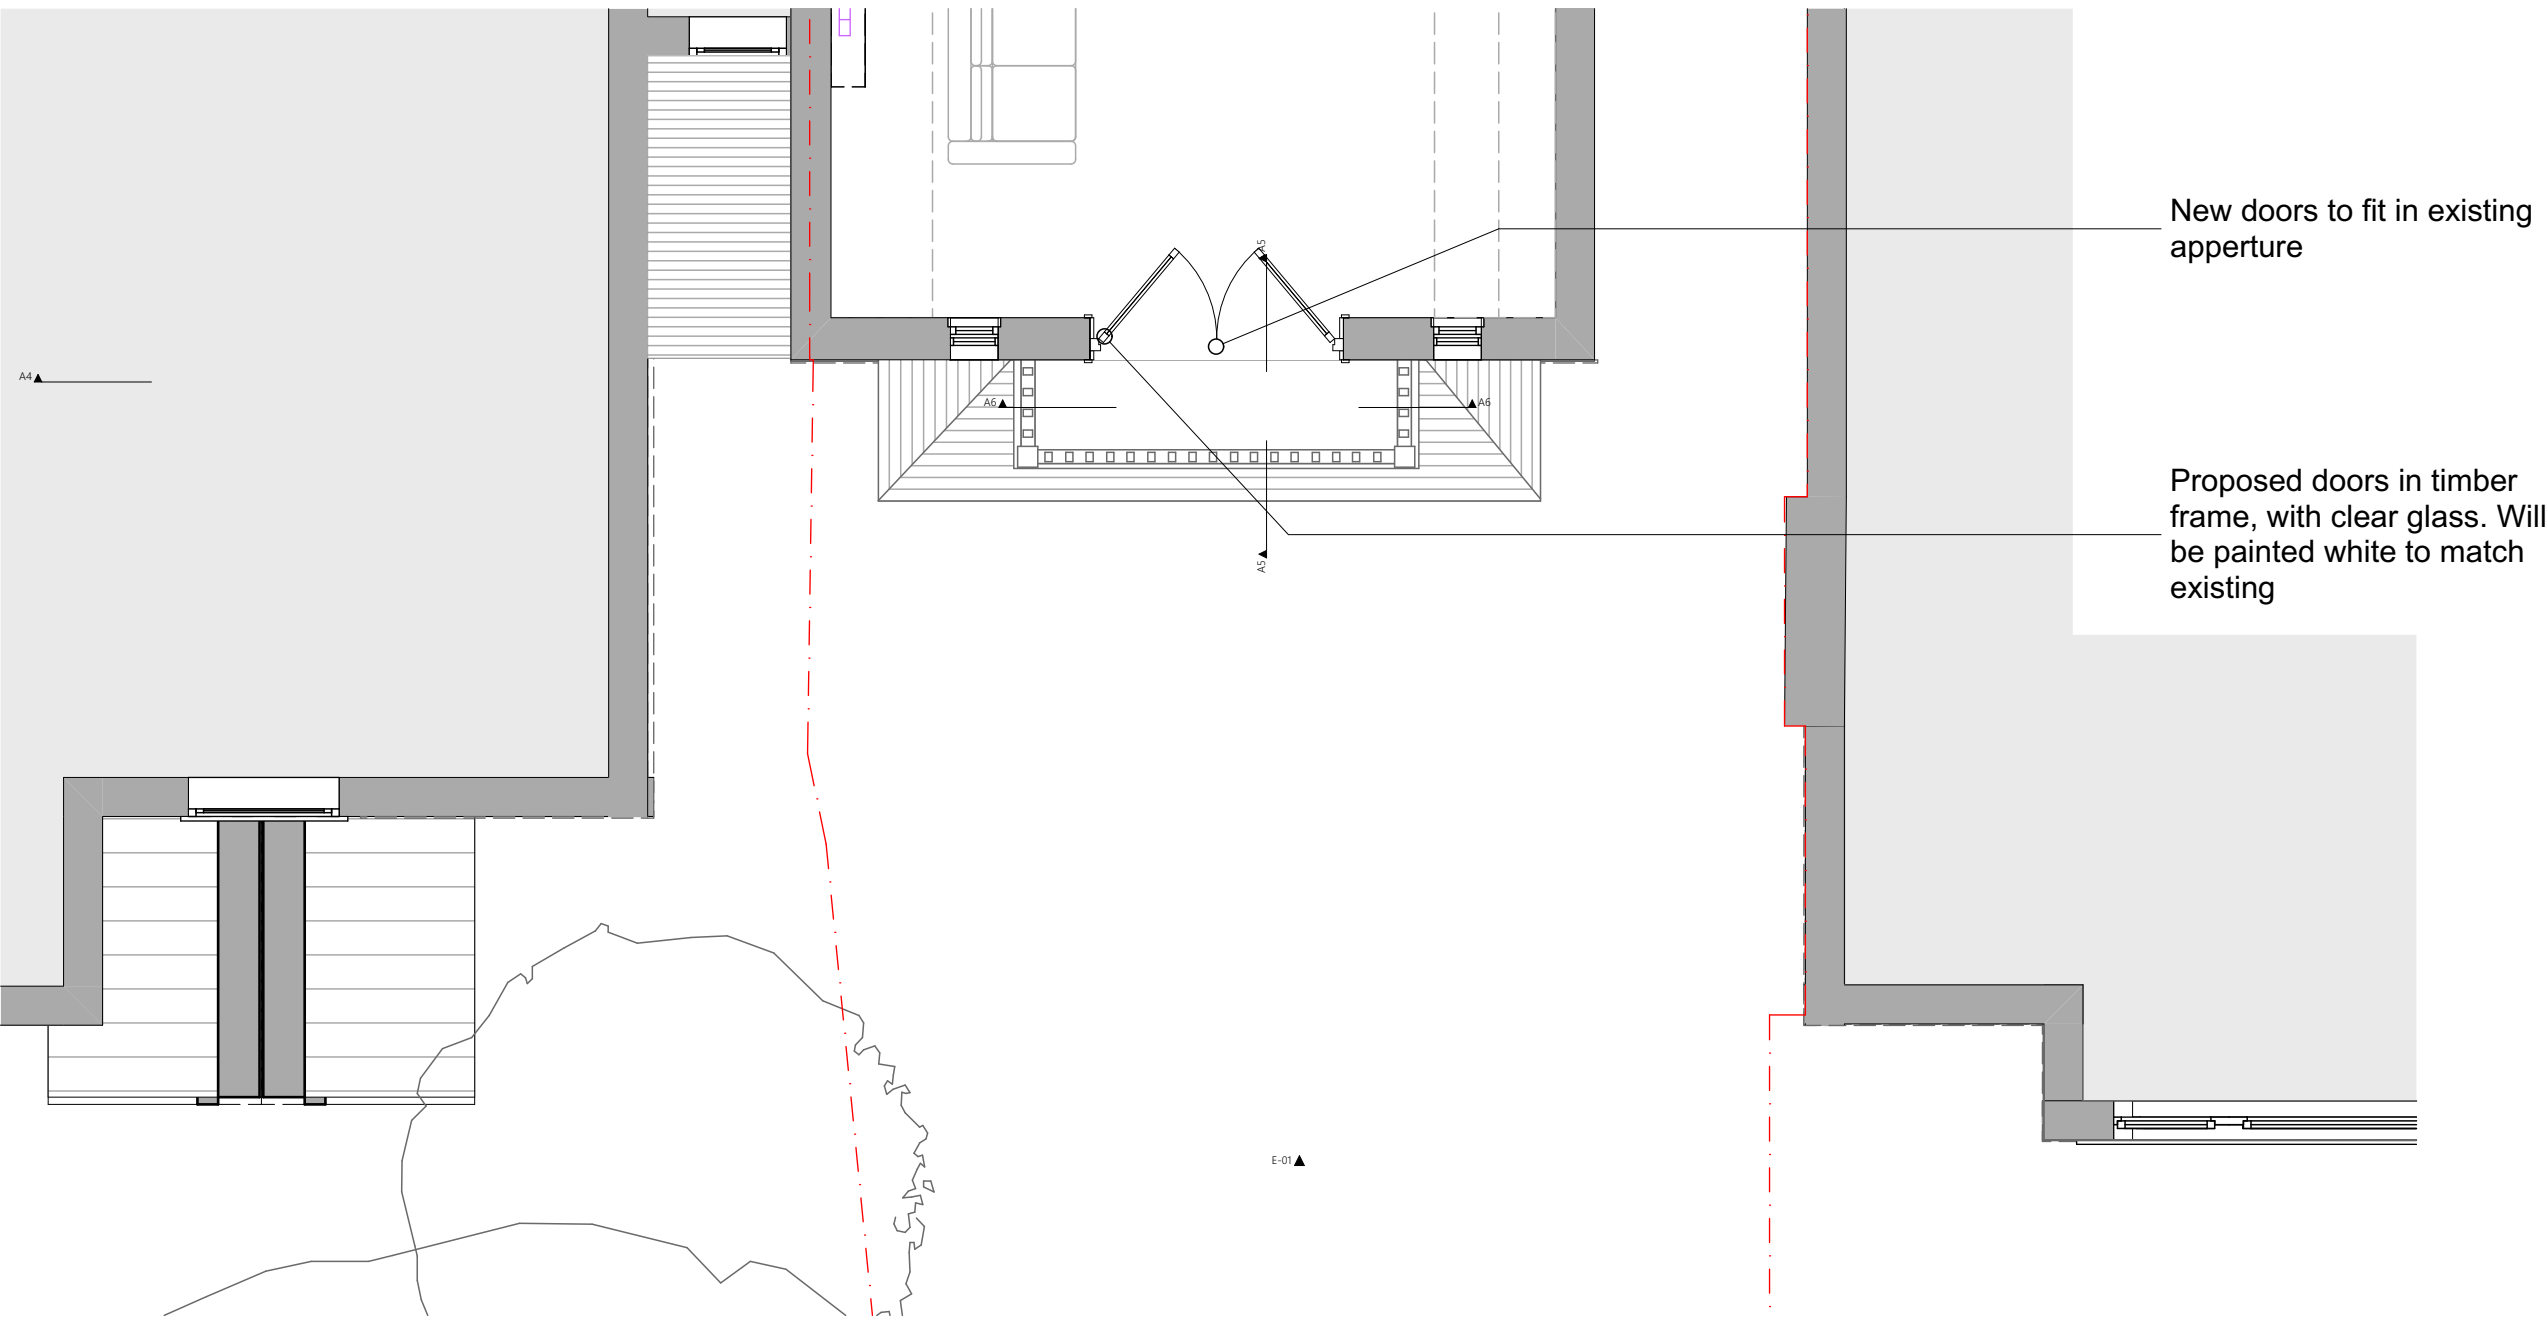 New doors to fit in existing
apperture
A5
A4
A6
A6
Proposed doors in timber
frame, with clear glass. Will
be painted white to match
existing
A5
E-01